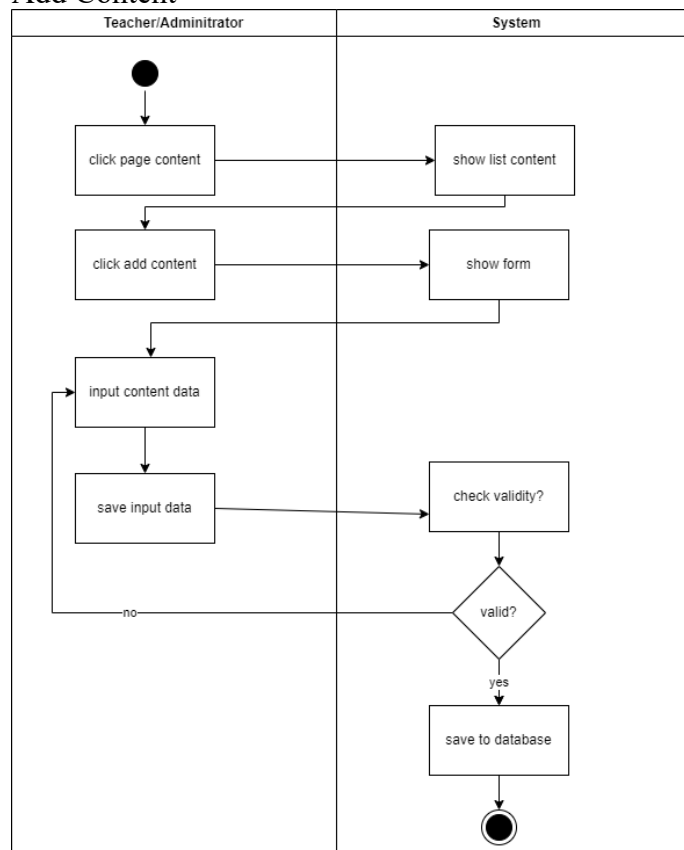 Add Content
Teacher/Adminitrator
System
click page content
show list content
click add content
show form
input content data
save input data
check validity?
valid?
no
yes
save to database